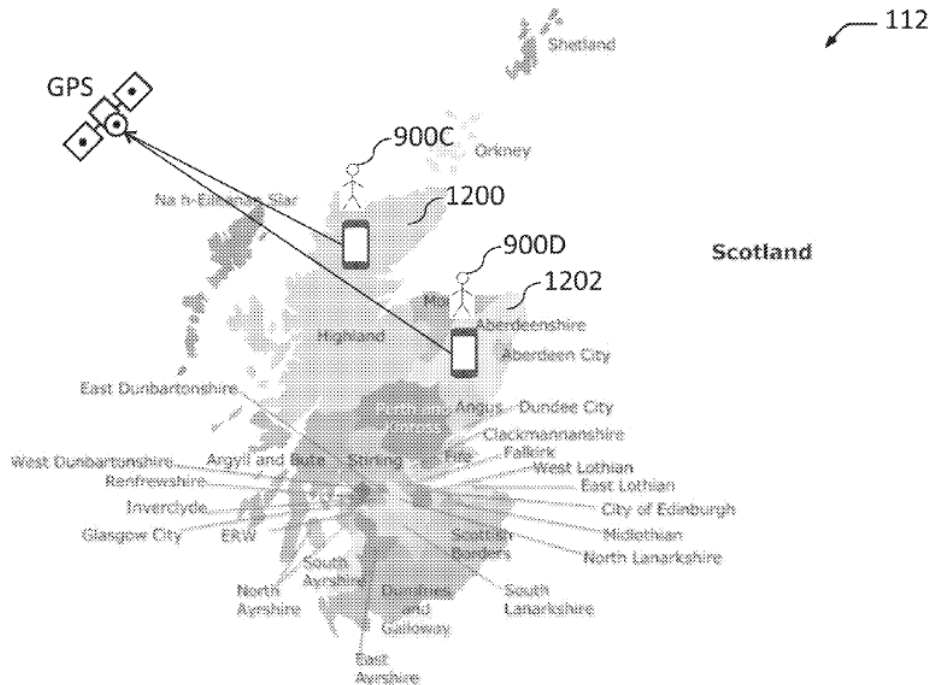 112
Shetland
GPS
900C
Orkney
Na h-Eileanan Siar
1200
900D
Scotland
1202
Aberdeenshire
Highland
Aberdeen City
East Dunbartonshire
Angus
Dundee City
Clackmannanshire
Fife
Falkirk
West Dunbartonshire
Argyll and Bute
Stirling
West Lothian
Renfrewshire
East Lothian
Inverclyde
City of Edinburgh
Glasgow City
ERW
Midlothian
Scottish
Borders
North Lanarkshire
South
Ayrshire
North
Ayrshire
Dumfries
and
Galloway
South
Lanarkshire
East
Ayrshire